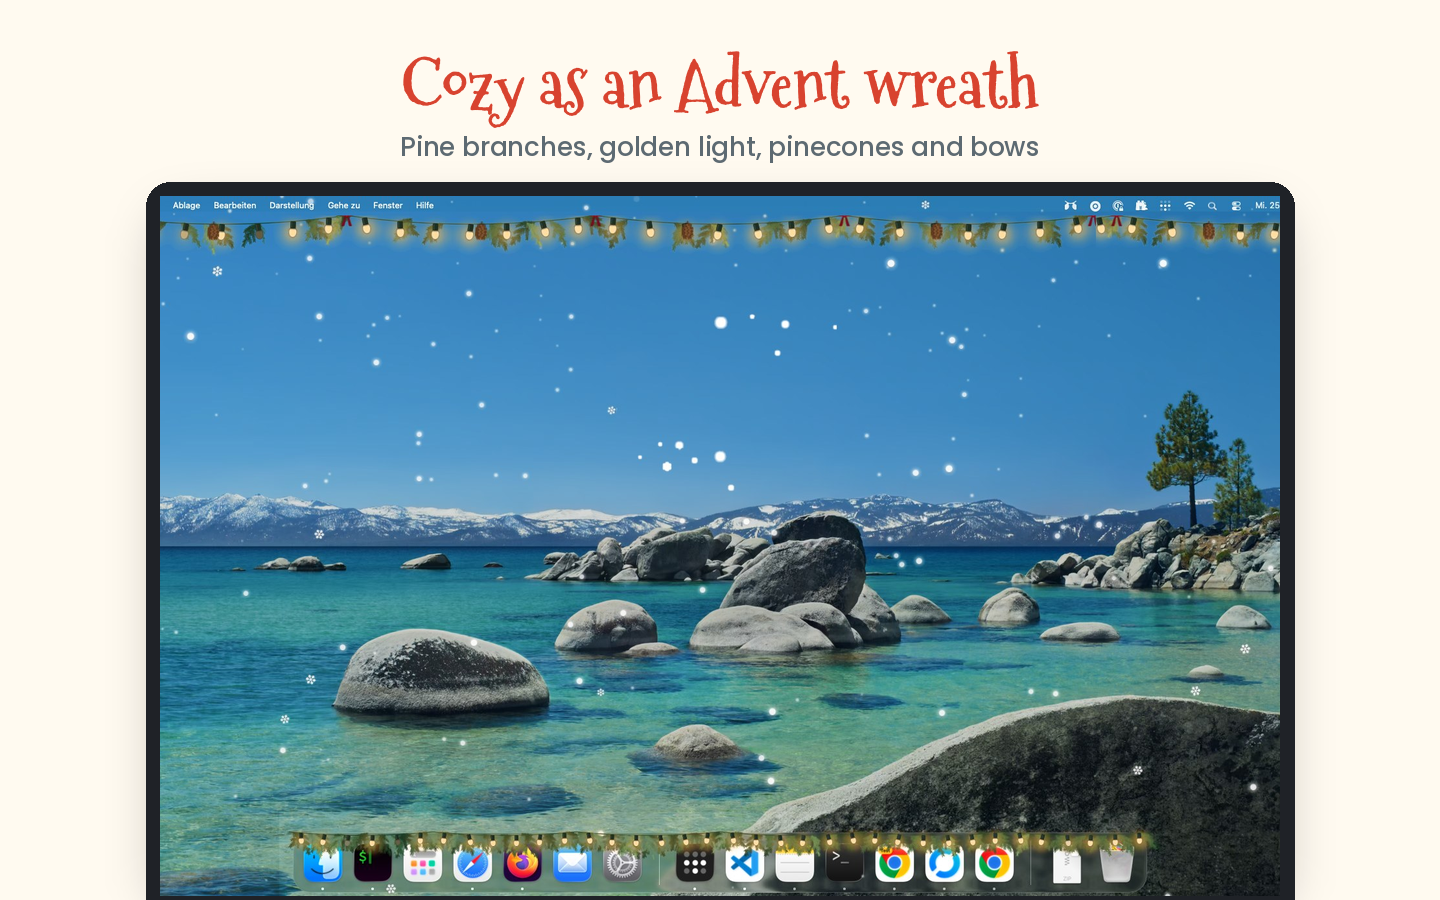 Cozy as an Advent wreath
Pine branches, golden light, pinecones and bows
Ablage Bearbeiten Darstellung Gehe zu Fenster Hilfe Mi. 25
$
>_
ZIP